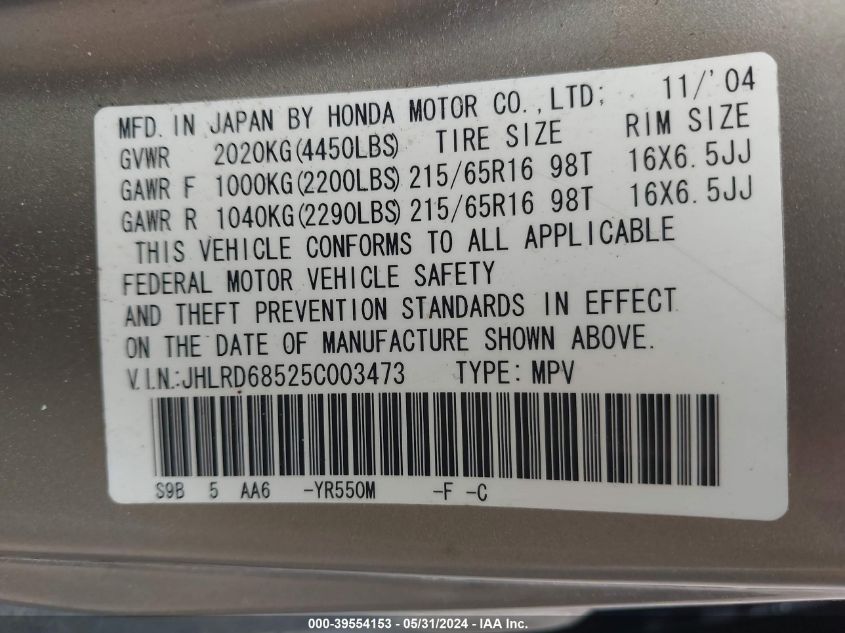 MFD. IN JAPAN BY HONDA MOTOR CO.,LTD; 11/'04
GVWR 2020KG(4450LBS) TIRE SIZE RIM SIZE
GAWR F 1000KG(2200LBS) 215/65R16 98T 16X6.5JJ
GAWR R 1040KG(2290LBS) 215/65R16 98T 16X6.5JJ
THIS VEHICLE CONFORMS TO ALL APPLICABLE
FEDERAL MOTOR VEHICLE SAFETY
AND THEFT PREVENTION STANDARDS IN EFFECT
ON THE DATE OF MANUFACTURE SHOWN ABOVE.
V.I.N.:JHLRD68525C003473 TYPE: MPV
S9B 5 AA6 -YR550M -F -C
000-39554153 - 05/31/2024 - IAA Inc.